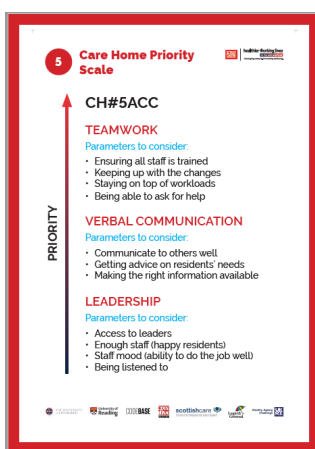 5
Care Home Priority
Scale
CH#5ACC
TEAMWORK
Parameters to consider:
• Ensuring all staff is trained
• Keeping up with the changes
• Staying on top of workloads
• Being able to ask for help
PRIORITY
VERBAL COMMUNICATION
Parameters to consider:
• Communicate to others well
• Getting advice on residents' needs
• Making the right information available
LEADERSHIP
Parameters to consider:
• Access to leaders
• Enough staff (happy residents)
• Staff mood (ability to do the job well)
• Being listened to
University of
Reading
CODEBASE
scottishcare
Legal &
General